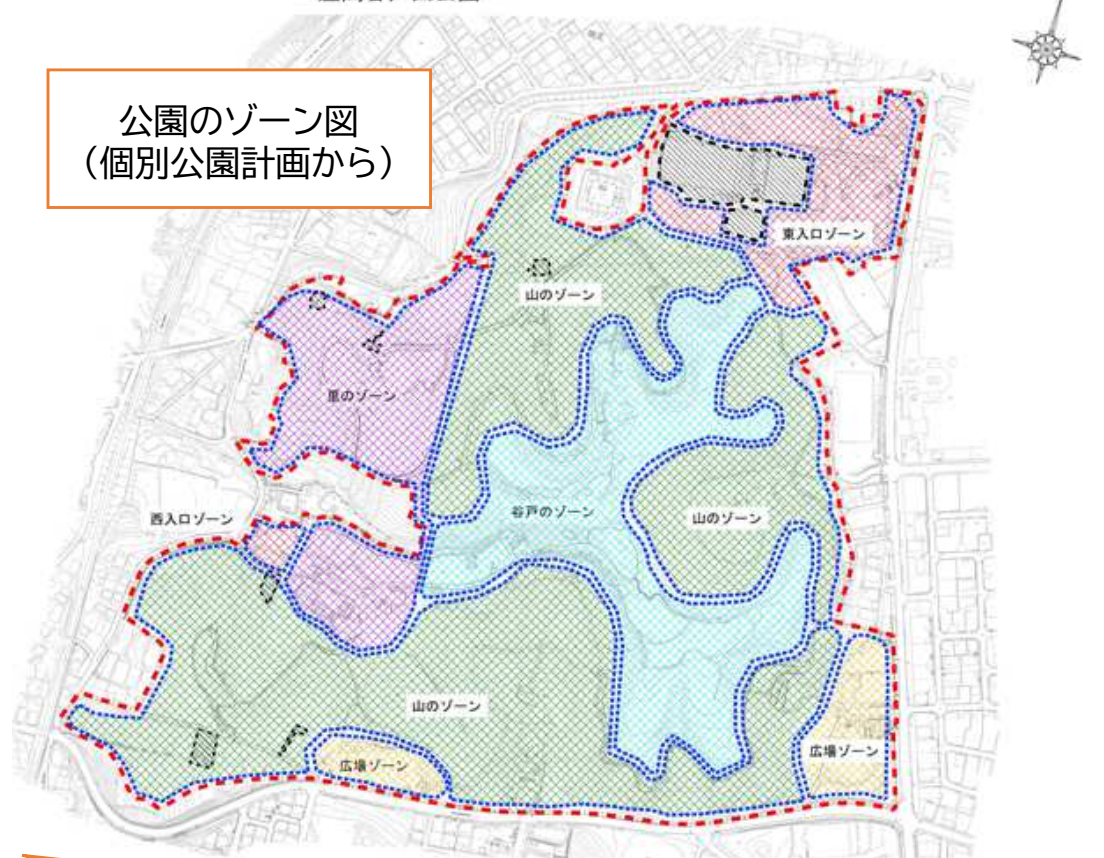 公園のゾーン図
（個別公園計画から）
東入口ゾーン
山のゾーン
里のゾーン
西入口ゾーン
谷戸のゾーン
山のゾーン
山のゾーン
広場ゾーン
広場ゾーン